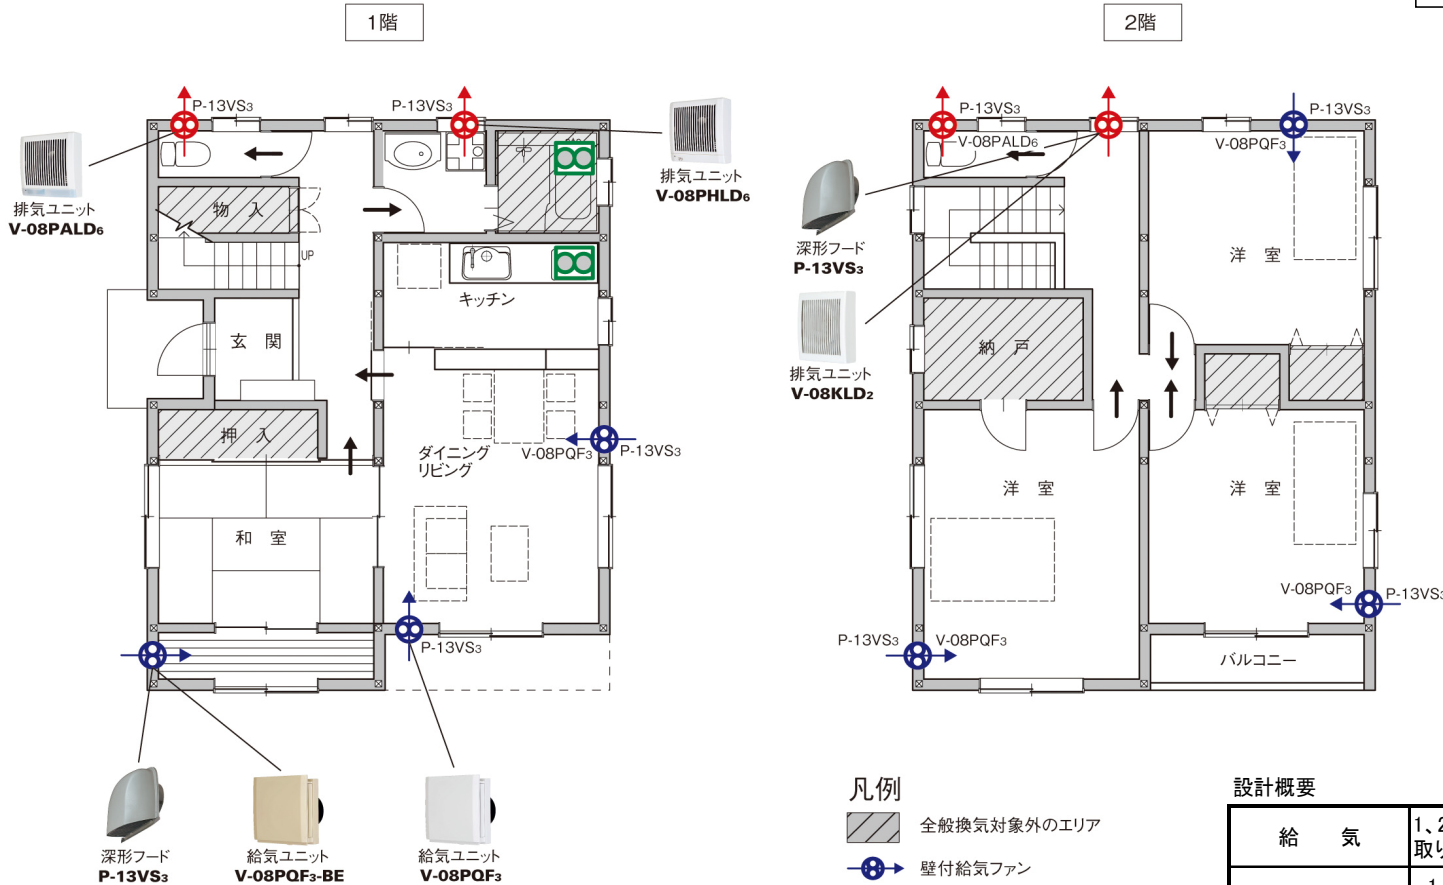 1階
2階
P-13VS3
P-13VS3
排気ユニット
V-08PALD6
排気ユニット
V-08PHLD6
物 入
UP
キッチン
玄 関
押 入
ダイニング
リビング
V-08PQF3
P-13VS3
和 室
P-13VS3
深形フード
P-13VS3
給気ユニット
V-08PQF3-BE
給気ユニット
V-08PQF3
P-13VS3
P-13VS3
V-08PALD6
V-08PQF3
深形フード
P-13VS3
排気ユニット
V-08KLD2
洋 室
納 戸
洋 室
洋 室
V-08PQF3
P-13VS3
P-13VS3
V-08PQF3
バルコニー
凡例
全般換気対象外のエリア
壁付給気ファン
設計概要
給 気
1、2
取り
1